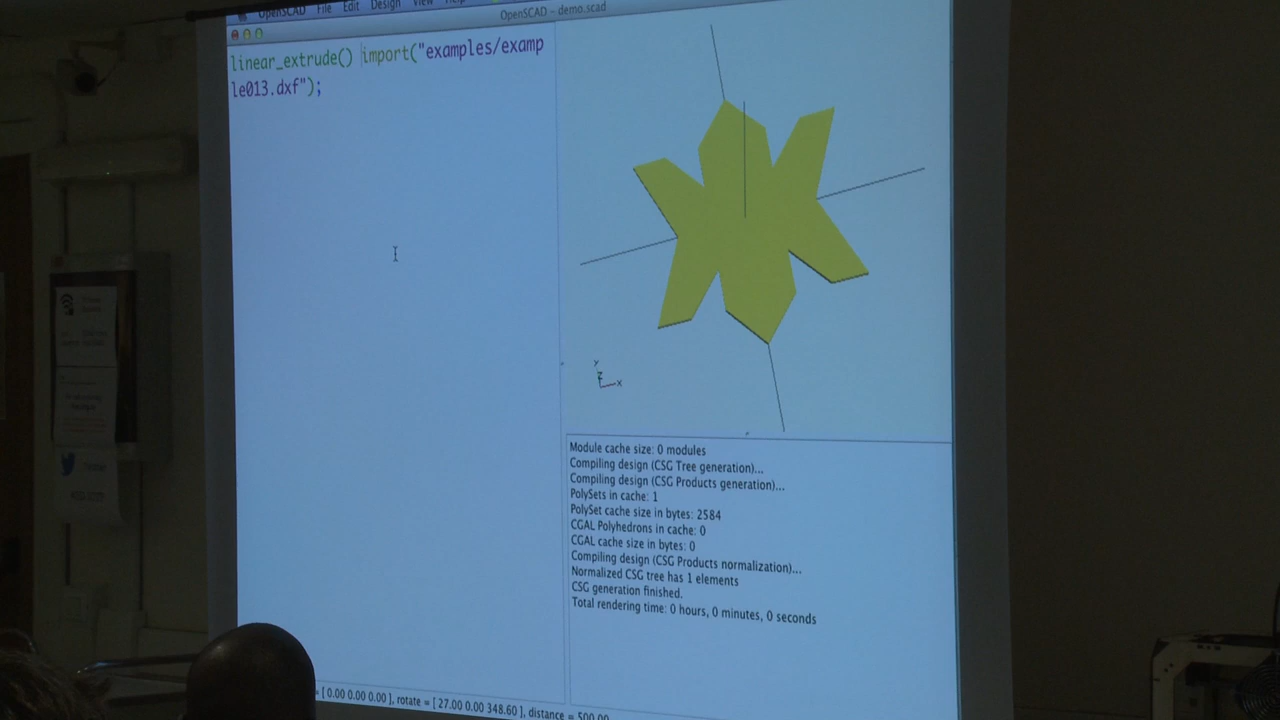 OpenSCAD File Edit Design View Help
OpenSCAD – demo.scad
linear_extrude() import("examples/examp
le013.dxf");
Y
Z
X
Module cache size: 0 modules
Compiling design (CSG Tree generation)...
Compiling design (CSG Products generation)...
PolySets in cache: 1
PolySet cache size in bytes: 2584
CGAL Polyhedrons in cache: 0
CGAL cache size in bytes: 0
Compiling design (CSG Products normalization)...
Normalized CSG tree has 1 elements
CSG generation finished.
Total rendering time: 0 hours, 0 minutes, 0 seconds
= [ 0.00 0.00 0.00 ], rotate = [ 27.00 0.00 348.60 ], distance = 500.00